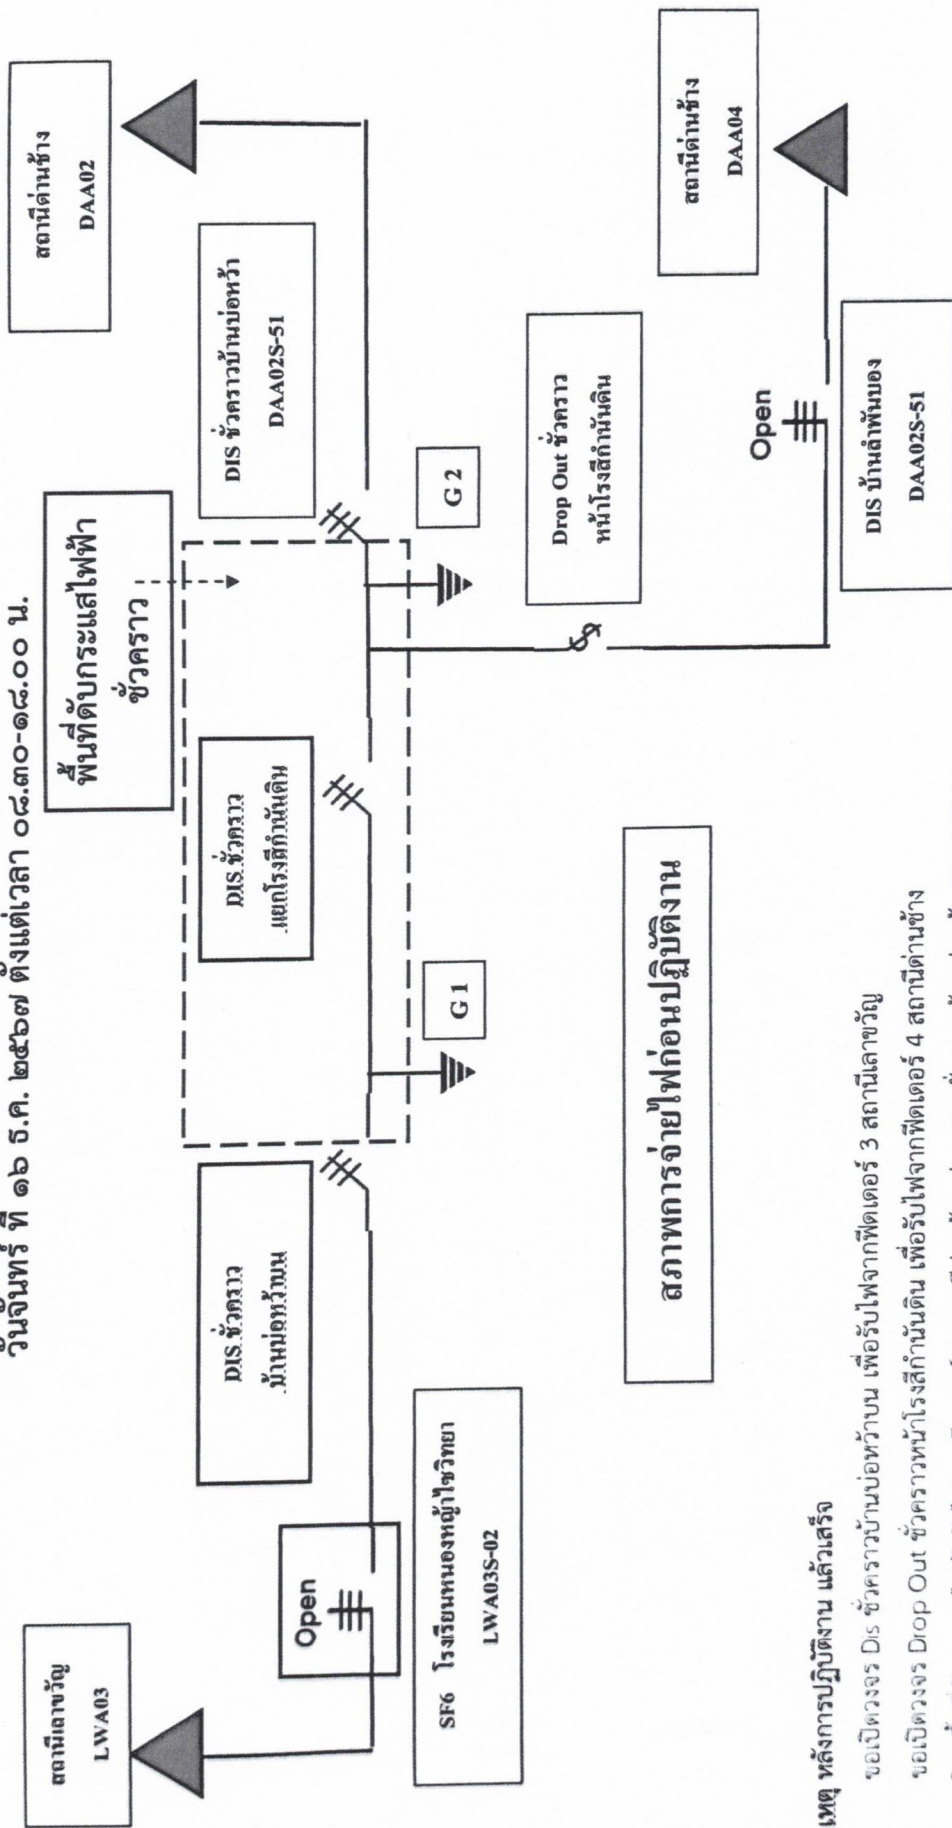 วันจันทร์ ที่ ๑๖ ธ.ค. ๒๕๖๗ ตั้งแต่เวลา ๐๘.๓๐-๑๘.๐๐ น.
สถานีเลาขวัญ
LWA03
พื้นที่ดับกระแสไฟฟ้า
ชั่วคราว
สถานีด่านช้าง
DAA02
DIS ชั่วคราว
บ้านบ่อหว้าบน
DIS ชั่วคราว
แยกโรงสีกำนันดิน
DIS ชั่วคราวบ้านบ่อหว้า
DAA02S-51
Open
SF6 โรงเรียนหนองหญ้าไซวิทยา
LWA03S-02
G 1
G 2
Drop Out ชั่วคราว
หน้าโรงสีกำนันดิน
สถานีด่านช้าง
DAA04
Open
DIS บ้านลำพันบอง
DAA02S-51
สภาพการจ่ายไฟก่อนปฏิบัติงาน
เหตุ หลังการปฏิบัติงาน แล้วเสร็จ
ขอเปิดวงจร Dis ชั่วคราวบ้านบ่อหว้าบน เพื่อรับไฟจากฟีดเดอร์ 3 สถานีเลาขวัญ
ขอเปิดวงจร Drop Out ชั่วคราวหน้าโรงสีกำนันดิน เพื่อรับไฟจากฟีดเดอร์ 4 สถานีด่านช้าง